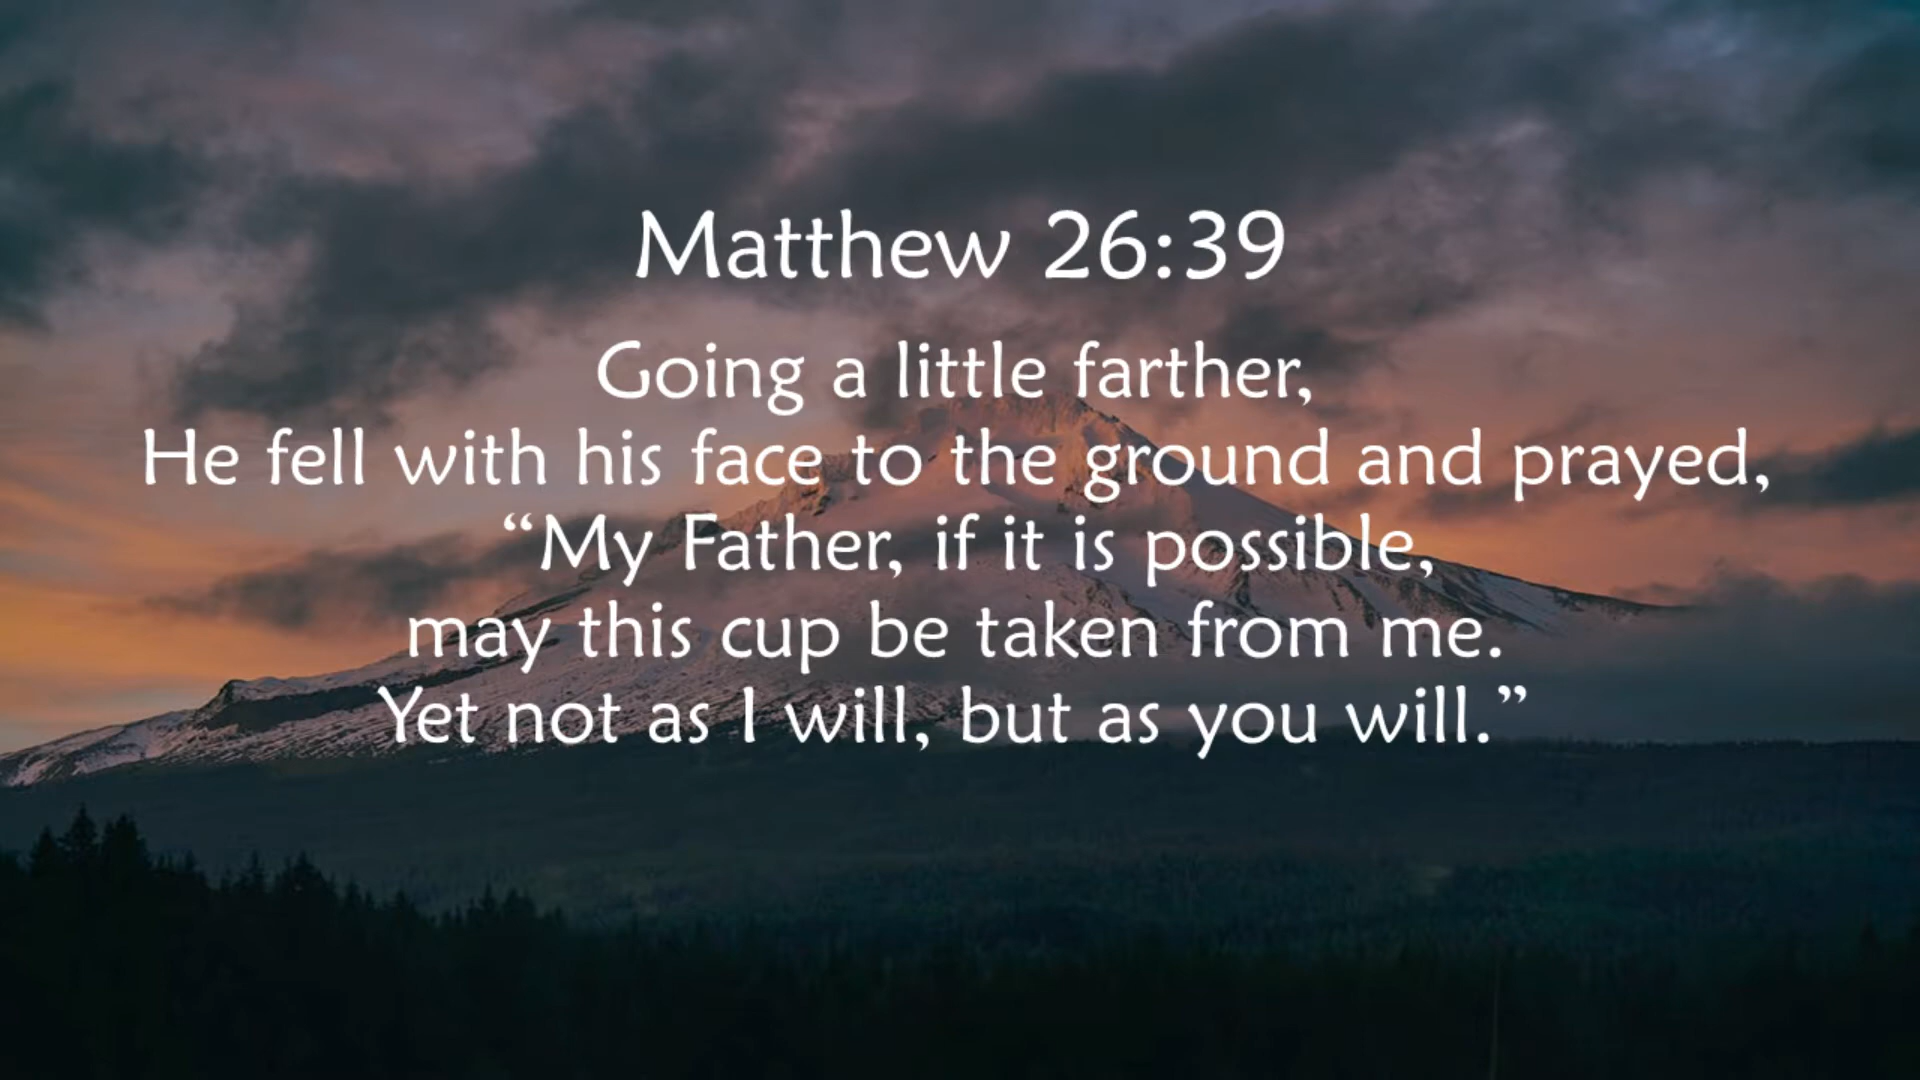 Matthew 26:39
Going a little farther,
He fell with his face to the ground and prayed,
“My Father, if it is possible,
may this cup be taken from me.
Yet not as I will, but as you will.”